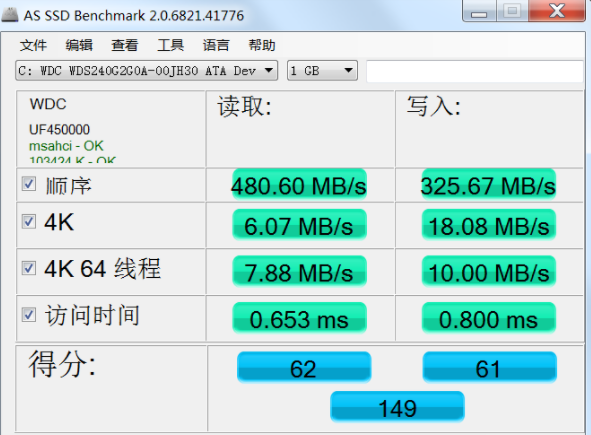 AS SSD Benchmark 2.0.6821.41776
文件 编辑 查看 工具 语言 帮助
C: WDC WDS240G2G0A-00JH30 ATA Dev 1 GB
WDC 读取: 写入:
UF450000
msahci - OK
103424 K - OK
顺序 480.60 MB/s 325.67 MB/s
4K 6.07 MB/s 18.08 MB/s
4K 64 线程 7.88 MB/s 10.00 MB/s
访问时间 0.653 ms 0.800 ms
得分: 62 61
149